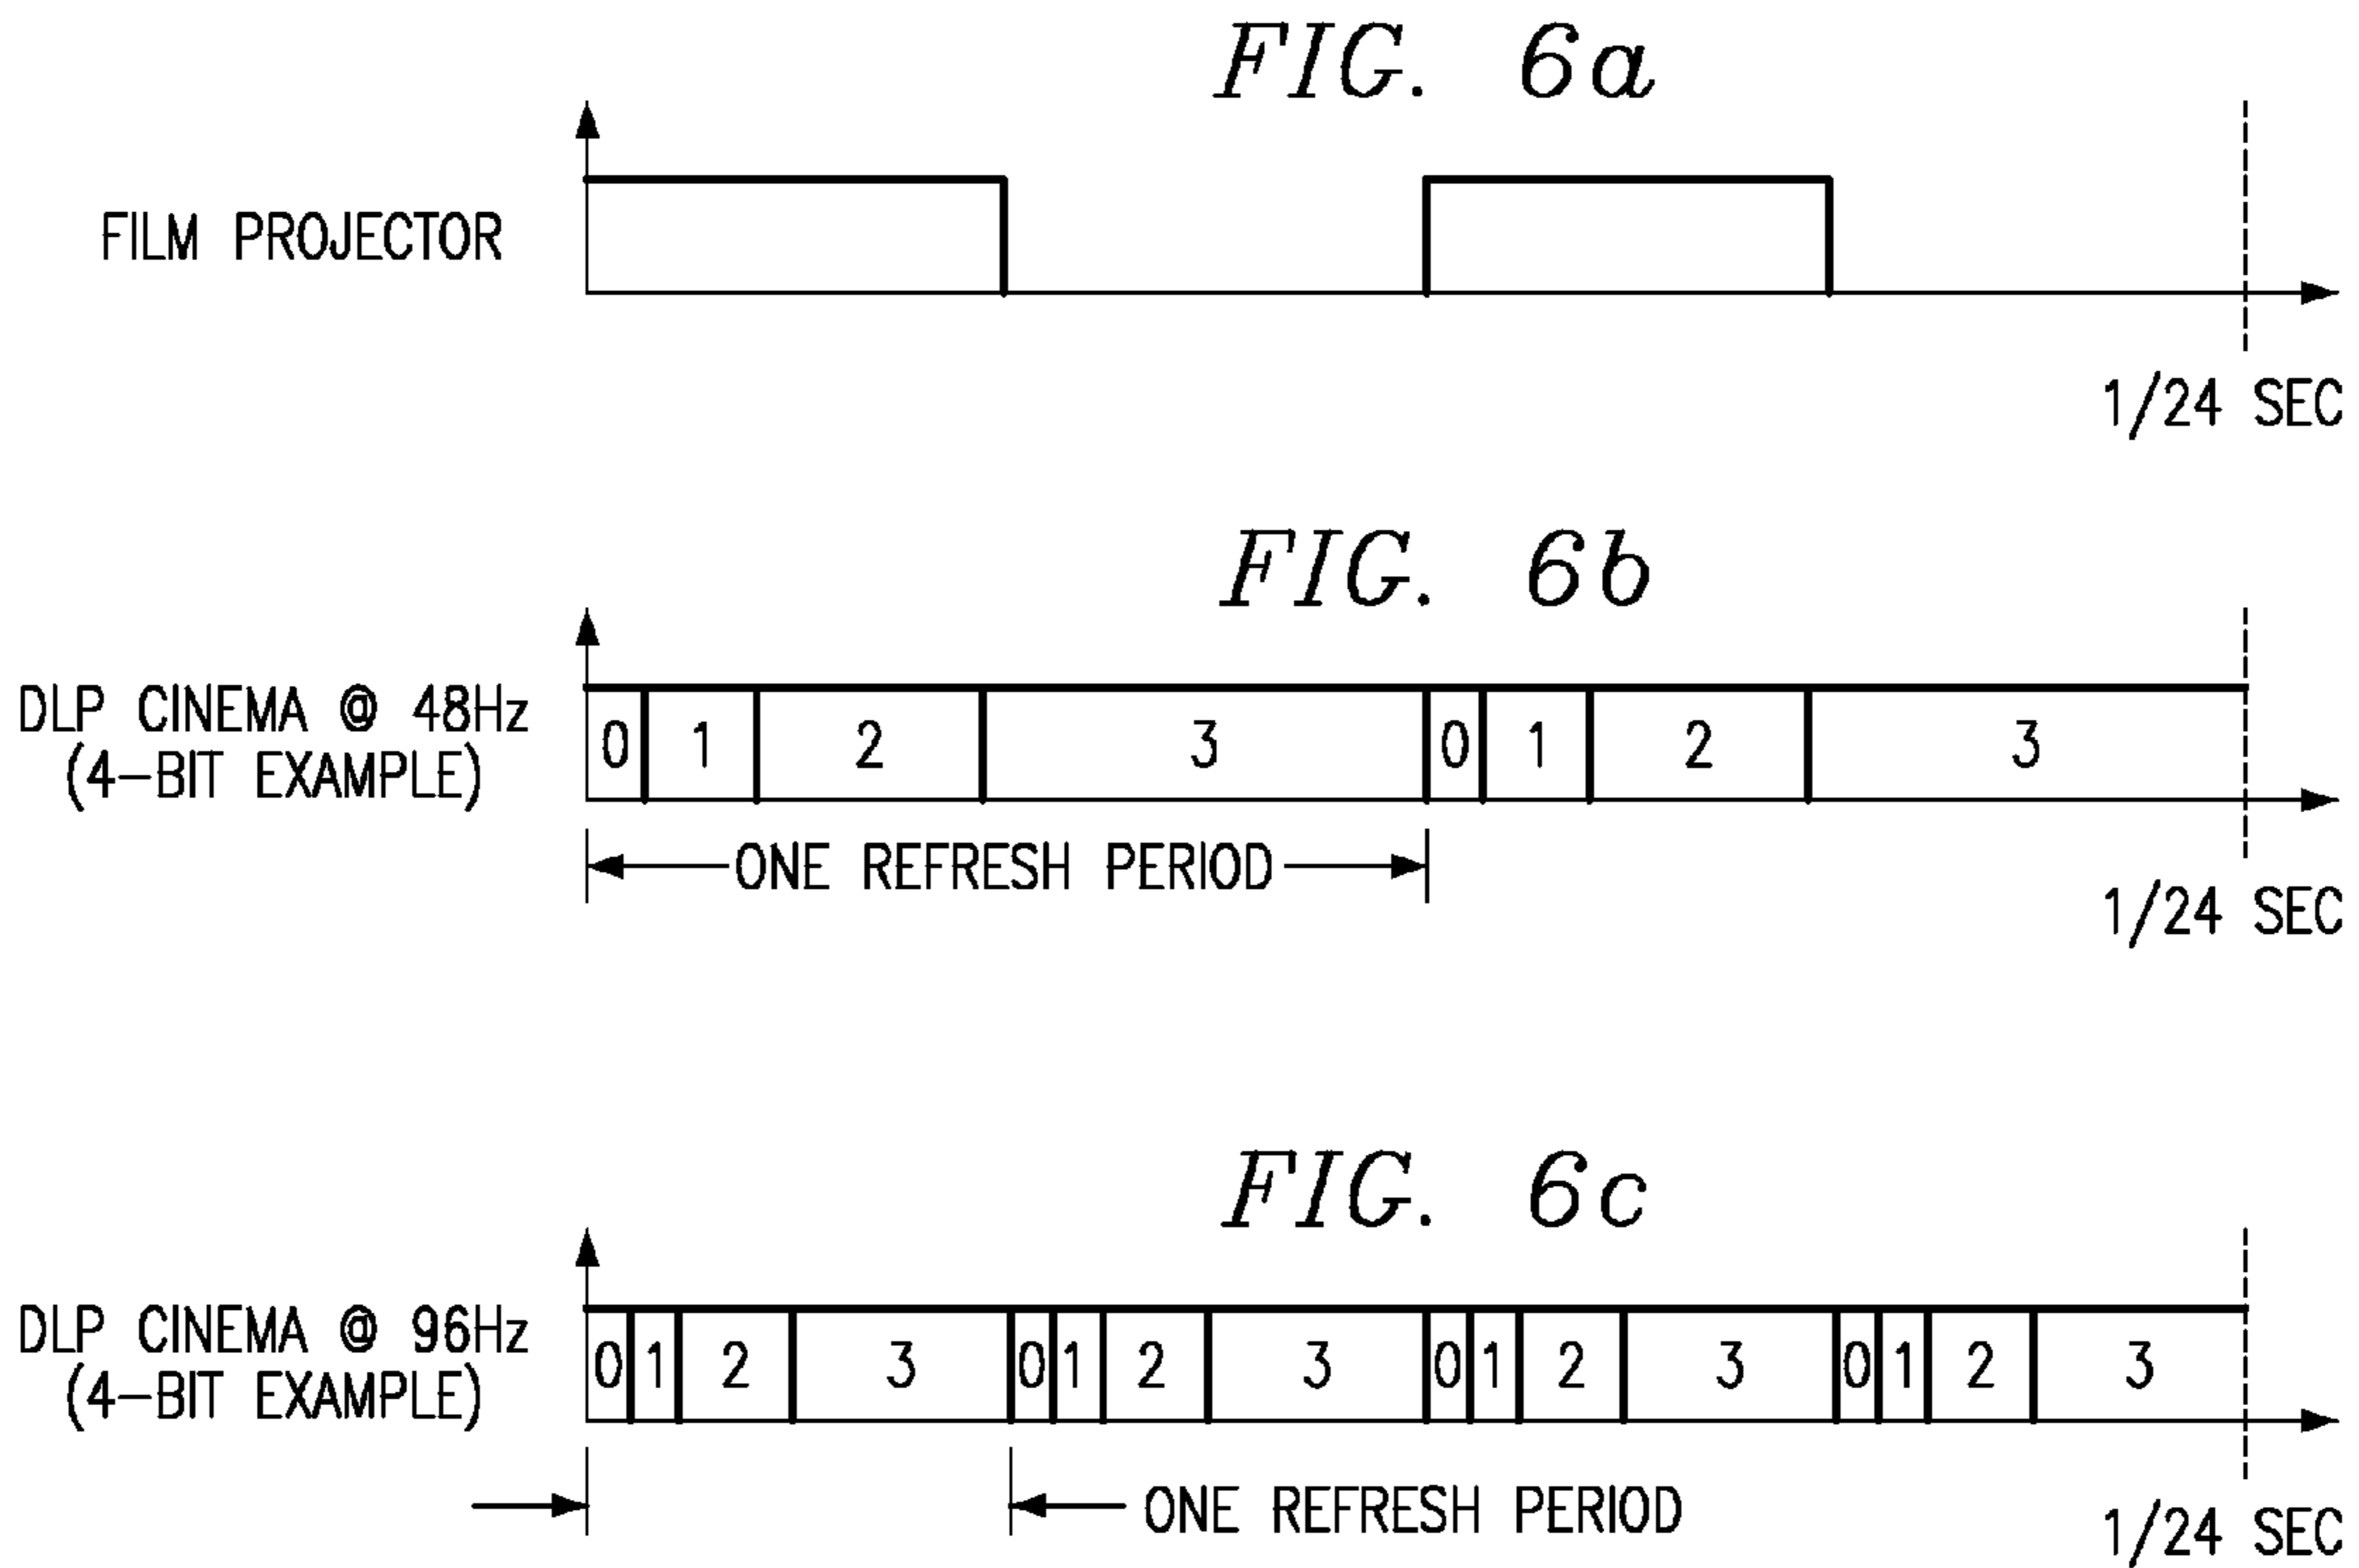 FIG. 6a
FILM PROJECTOR
1/24 SEC
FIG. 6b
DLP CINEMA @ 48Hz
(4-BIT EXAMPLE)
0 1 2 3 0 1 2 3
ONE REFRESH PERIOD
1/24 SEC
FIG. 6c
DLP CINEMA @ 96Hz
(4-BIT EXAMPLE)
0 1 2 3 0 1 2 3 0 1 2 3 0 1 2 3
ONE REFRESH PERIOD
1/24 SEC